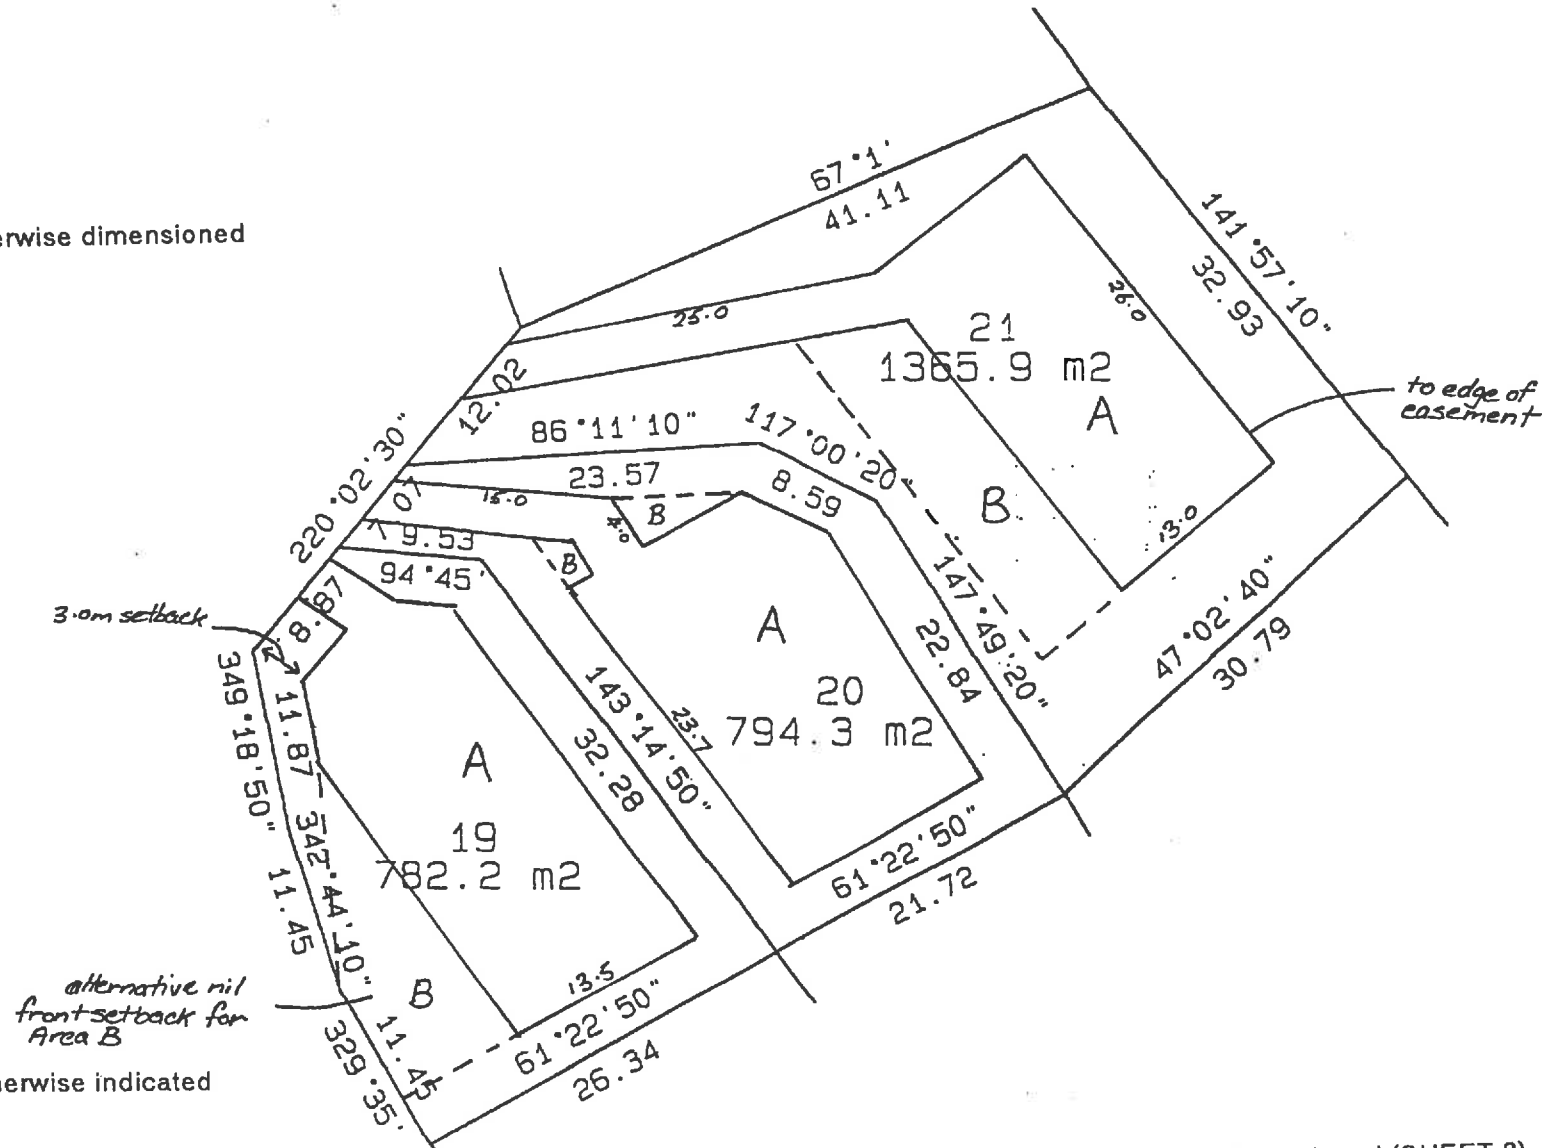 erwise dimensioned
67°1'
41.11
141°57'10"
32.93
25.0
26.0
21
1365.9 m2
A
to edge of
easement
12.02
86°11'10"
23.57
117°00'20"
8.59
220°02'30"
15.0
4.0
B
B
13.0
07
9.53
94°45'
B
147°49'20"
22.84
47°02'40"
30.79
3.0m setback
8.87
349°18'50"
11.87
A
20
794.3 m2
143°14'50"
23.7
32.28
A
19
782.2 m2
342°44'10"
11.45
61°22'50"
21.72
13.5
B
alternative nil
front setback for
Area B
11.45
329°35'
61°22'50"
26.34
erwise indicated